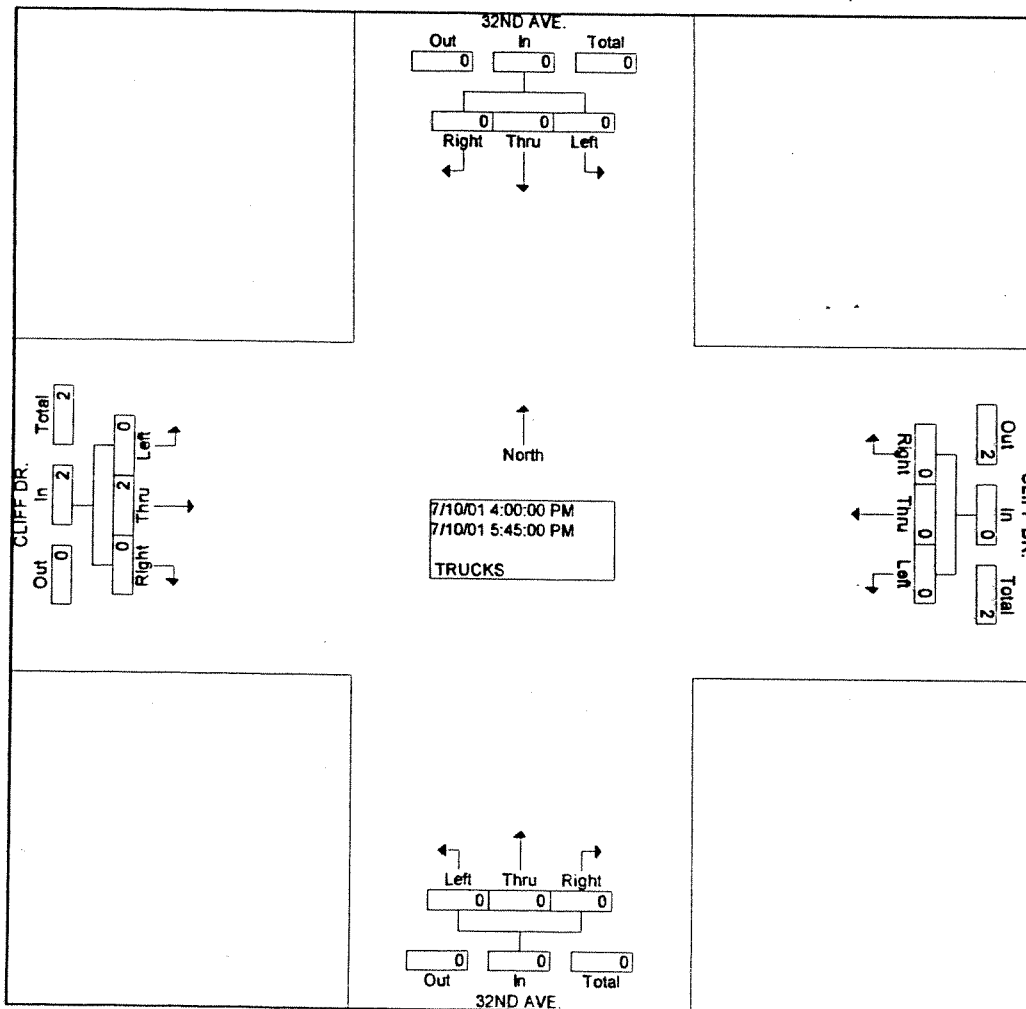 32ND AVE.
Out In Total
0 0 0
0 0 0
Right Thru Left
CLIFF DR.
Total In Out
2 2 0
0 2 0
Left Thru Right
North
7/10/01 4:00:00 PM
7/10/01 5:45:00 PM
TRUCKS
Right Thru Left
0 0 0
Out In Total
2 0 2
Left Thru Right
0 0 0
0 0 0
Out In Total
32ND AVE.